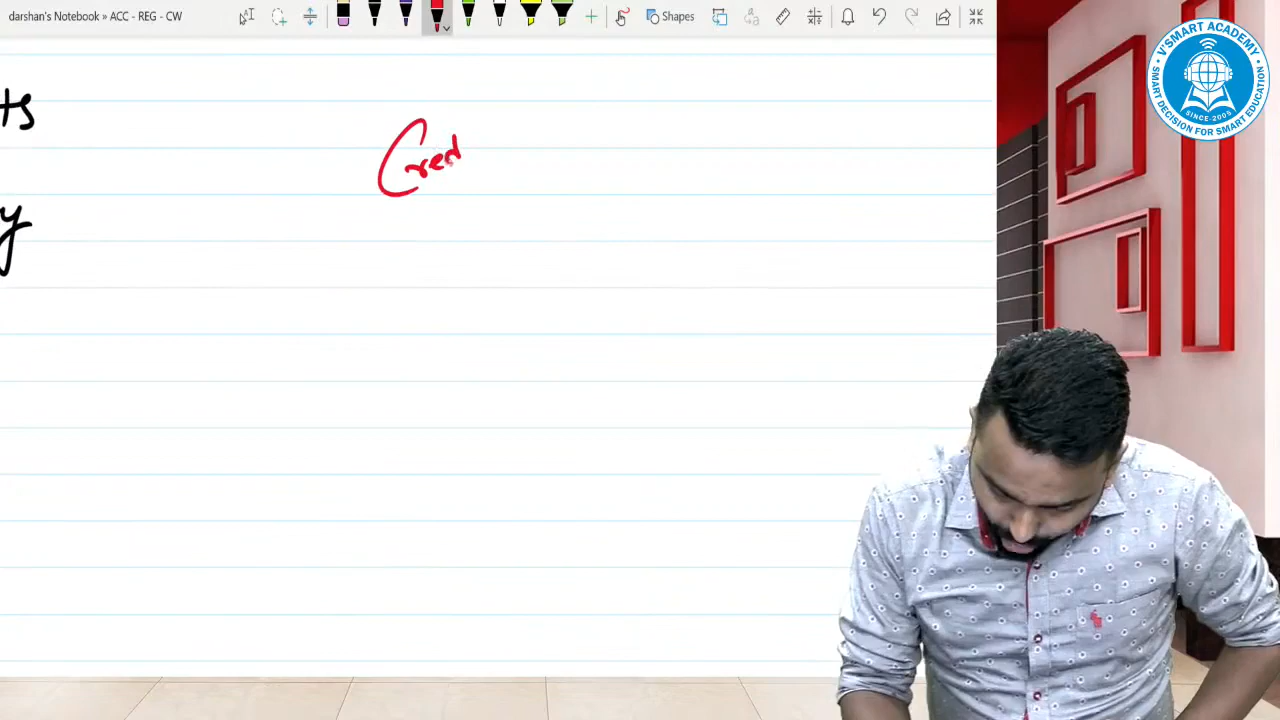 darshan's Notebook » ACC - REG - CW
Shapes
ts
y
Cred
V'SMART ACADEMY
SMART DECISION FOR SMART EDUCATION
SINCE-2005